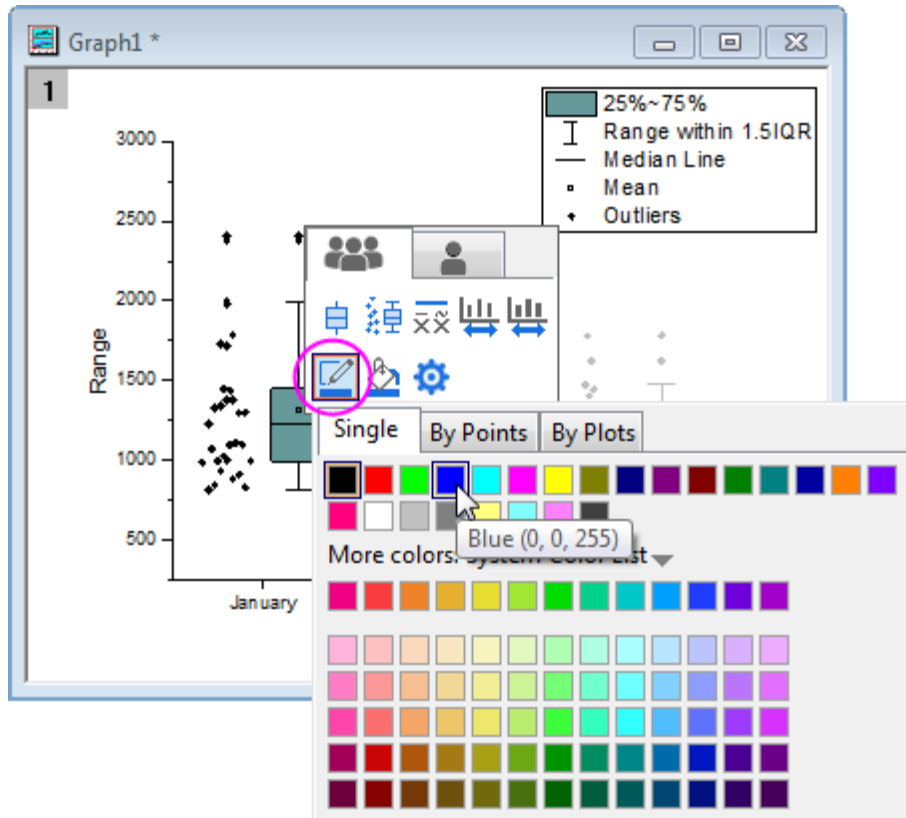 Graph1 *
1
25%~75%
Range within 1.5IQR
Median Line
Mean
Outliers
3000
2500
2000
1500
1000
500
Range
January
Single By Points By Plots
Blue (0, 0, 255)
More colors: System Color List